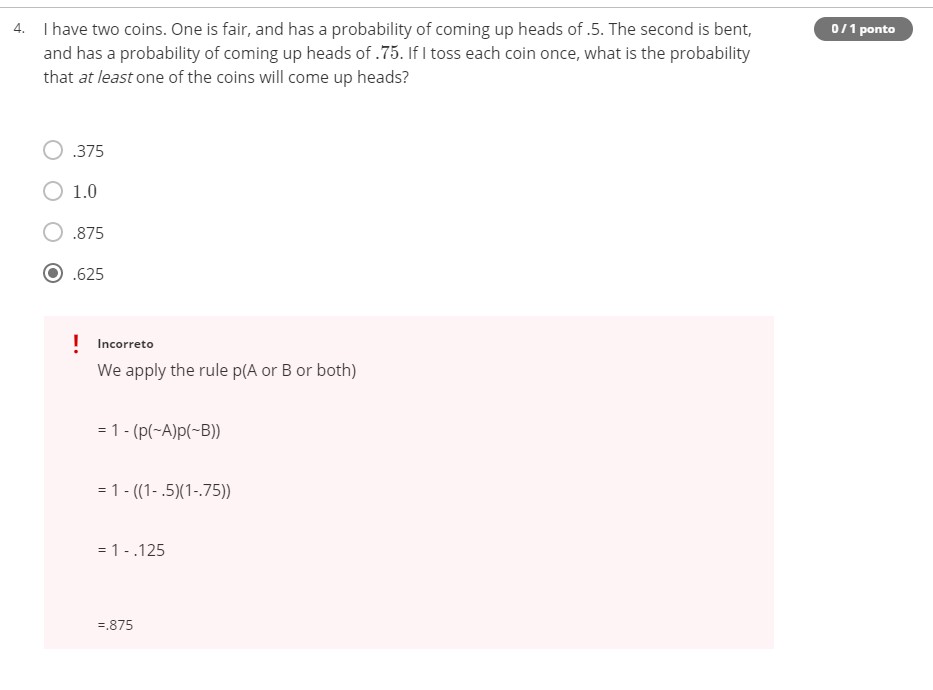 4. I have two coins. One is fair, and has a probability of coming up heads of .5. The second is bent,
0 / 1 ponto
and has a probability of coming up heads of .75. If I toss each coin once, what is the probability
that at least one of the coins will come up heads?
.375
1.0
.875
.625
! Incorreto
We apply the rule p(A or B or both)
= 1 - (p(~A)p(~B))
= 1 - ((1- .5)(1-.75))
= 1 - .125
=.875